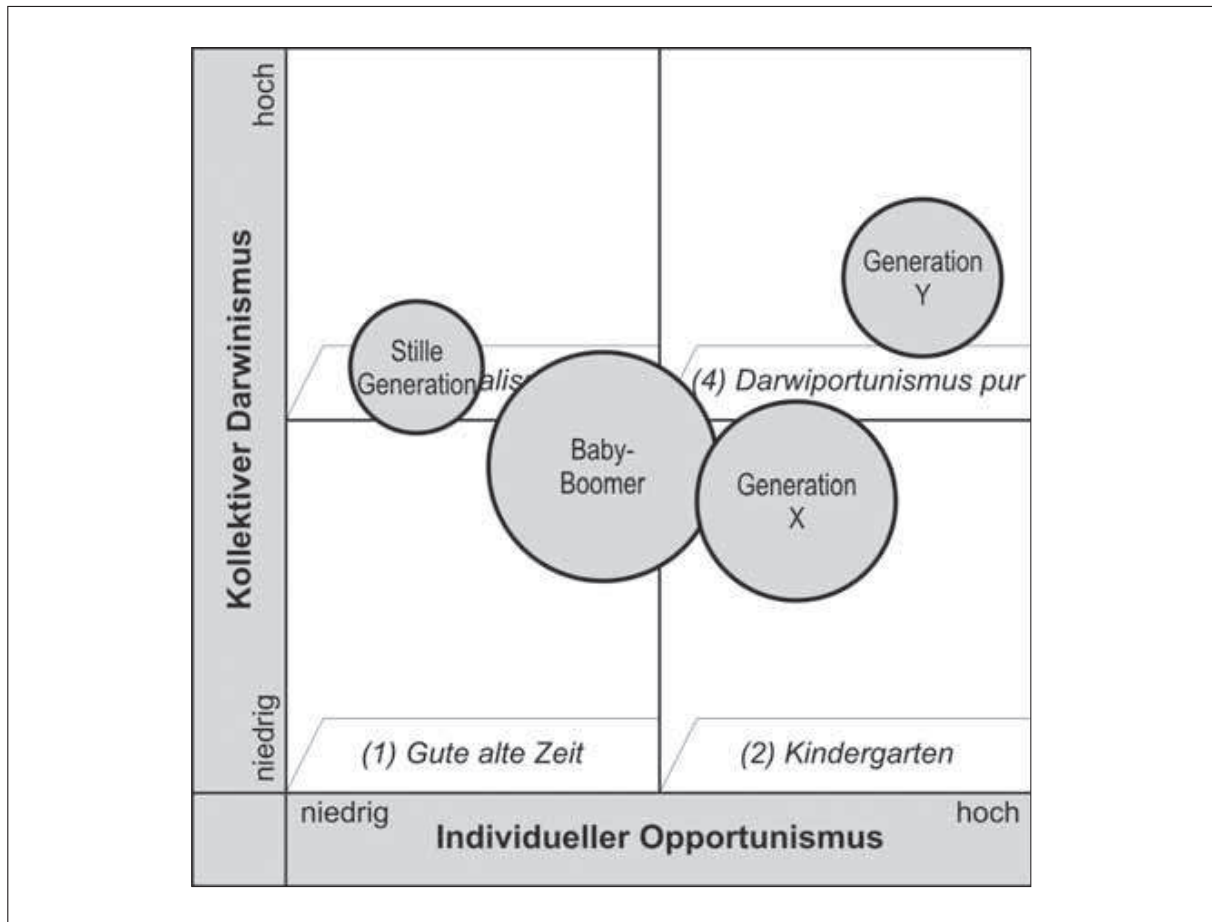 hoch
Kollektiver Darwinismus
niedrig
Generation
Y
Stille
Generation
(4) Darwiportunismus pur
Baby-
Boomer
Generation
X
(1) Gute alte Zeit
(2) Kindergarten
niedrig
hoch
Individueller Opportunismus